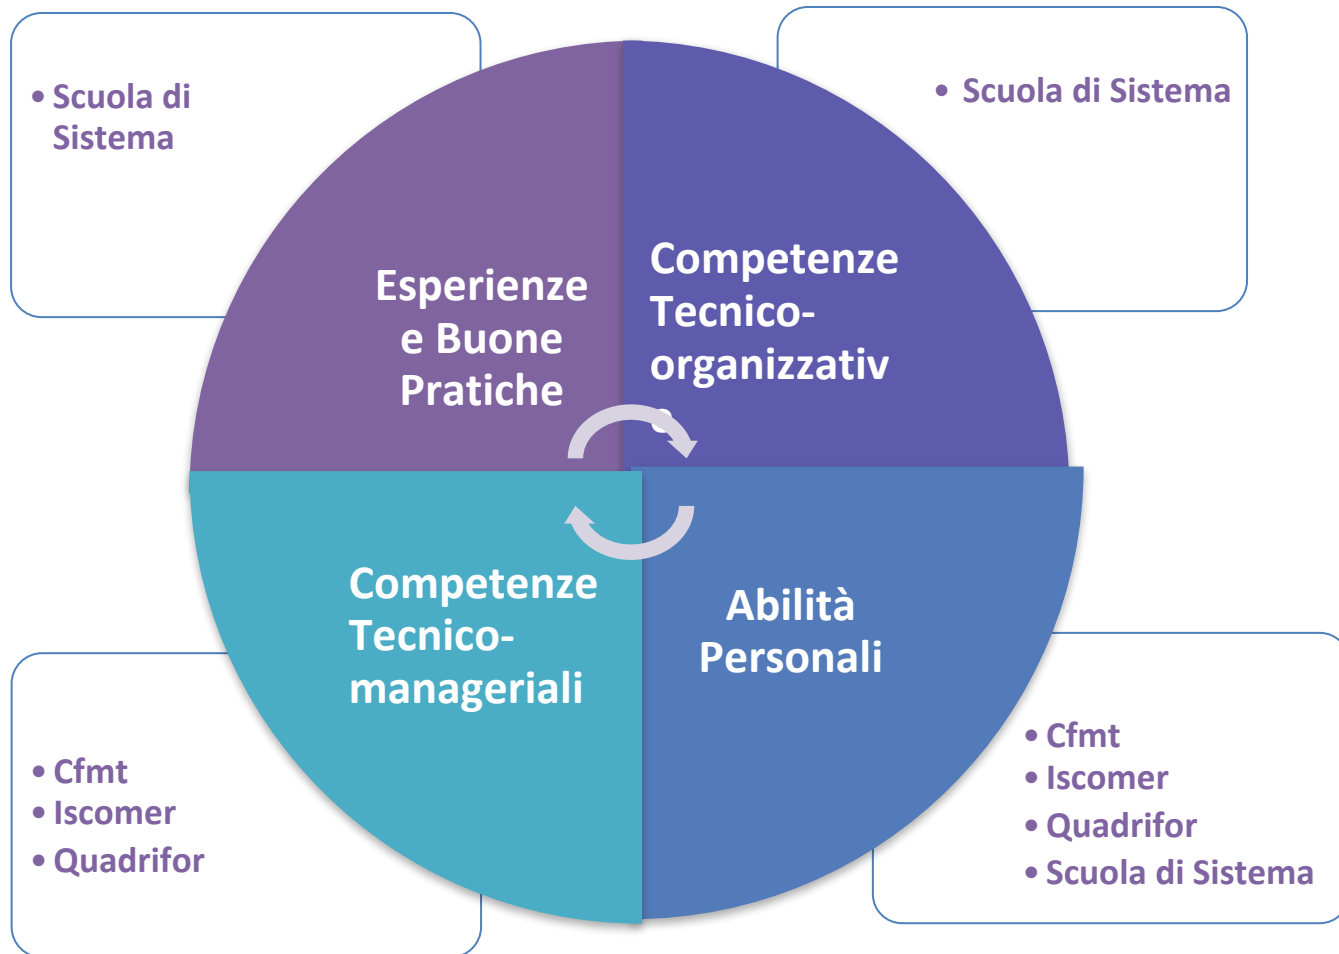 • Scuola di
Sistema
• Scuola di Sistema
Esperienze
e Buone
Pratiche
Competenze
Tecnico-
organizzativ
e
Competenze
Tecnico-
manageriali
Abilità
Personali
• Cfmt
• Iscomer
• Quadrifor
• Cfmt
• Iscomer
• Quadrifor
• Scuola di Sistema